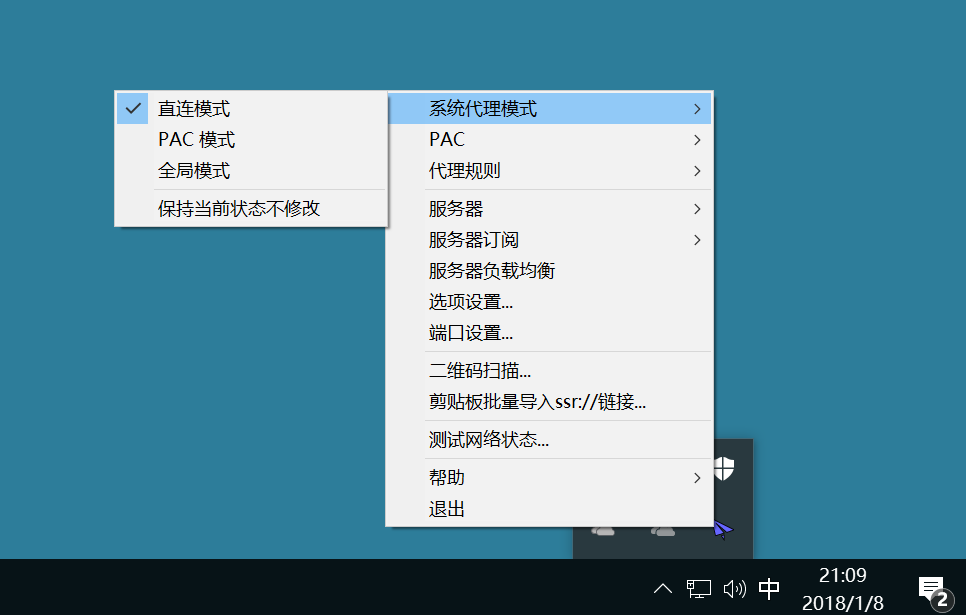 直连模式
PAC 模式
全局模式
保持当前状态不修改
系统代理模式
PAC
代理规则
服务器
服务器订阅
服务器负载均衡
选项设置...
端口设置...
二维码扫描...
剪贴板批量导入ssr://链接...
测试网络状态...
帮助
退出
中
21:09
2018/1/8
2